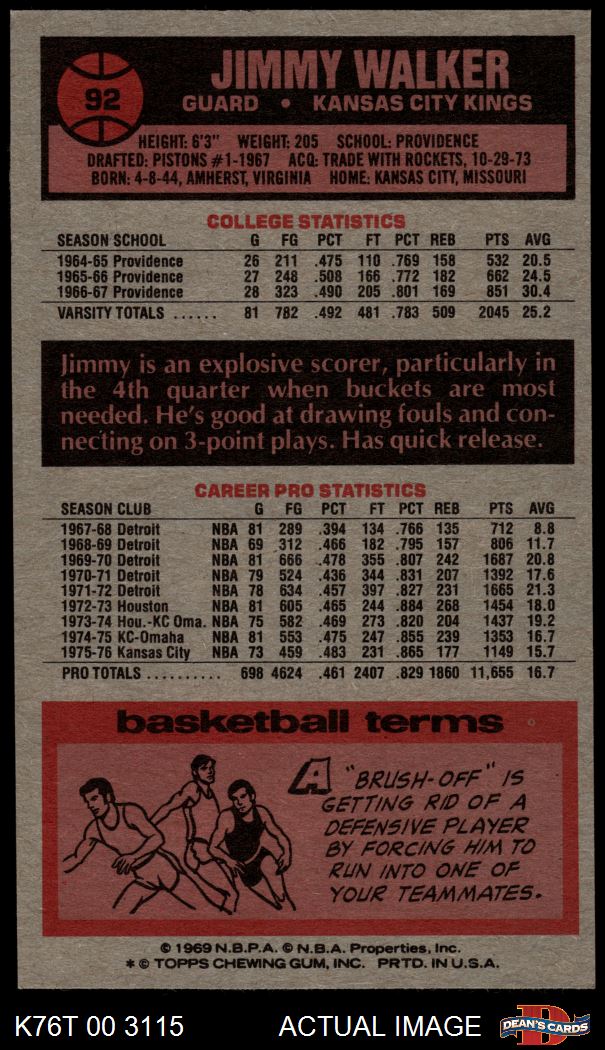 92
JIMMY WALKER
GUARD • KANSAS CITY KINGS
HEIGHT: 6'3" WEIGHT: 205 SCHOOL: PROVIDENCE
DRAFTED: PISTONS #1-1967 ACQ: TRADE WITH ROCKETS, 10-29-73
BORN: 4-8-44, AMHERST, VIRGINIA HOME: KANSAS CITY, MISSOURI
COLLEGE STATISTICS
SEASON SCHOOL G FG PCT FT PCT REB PTS AVG
1964-65 Providence 26 211 .475 110 .769 158 532 20.5
1965-66 Providence 27 248 .508 166 .772 182 662 24.5
1966-67 Providence 28 323 .490 205 .801 169 851 30.4
VARSITY TOTALS ...... 81 782 .492 481 .783 509 2045 25.2
Jimmy is an explosive scorer, particularly in
the 4th quarter when buckets are most
needed. He's good at drawing fouls and con-
necting on 3-point plays. Has quick release.
CAREER PRO STATISTICS
SEASON CLUB G FG PCT FT PCT REB PTS AVG
1967-68 Detroit NBA 81 289 .394 134 .766 135 712 8.8
1968-69 Detroit NBA 69 312 .466 182 .795 157 806 11.7
1969-70 Detroit NBA 81 666 .478 355 .807 242 1687 20.8
1970-71 Detroit NBA 79 524 .436 344 .831 207 1392 17.6
1971-72 Detroit NBA 78 634 .457 397 .827 231 1665 21.3
1972-73 Houston NBA 81 605 .465 244 .884 268 1454 18.0
1973-74 Hou.-KC Oma. NBA 75 582 .469 273 .820 204 1437 19.2
1974-75 KC-Omaha NBA 81 553 .475 247 .855 239 1353 16.7
1975-76 Kansas City NBA 73 459 .483 231 .865 177 1149 15.7
PRO TOTALS .......... 698 4624 .461 2407 .829 1860 11,655 16.7
basketball terms
A "BRUSH-OFF" IS
GETTING RID OF A
DEFENSIVE PLAYER
BY FORCING HIM TO
RUN INTO ONE OF
YOUR TEAMMATES.
© 1969 N.B.P.A. © N.B.A. Properties, Inc.
* © TOPPS CHEWING GUM, INC. PRTD. IN U.S.A.
K76T 00 3115 ACTUAL IMAGE
D
DEAN'S CARDS